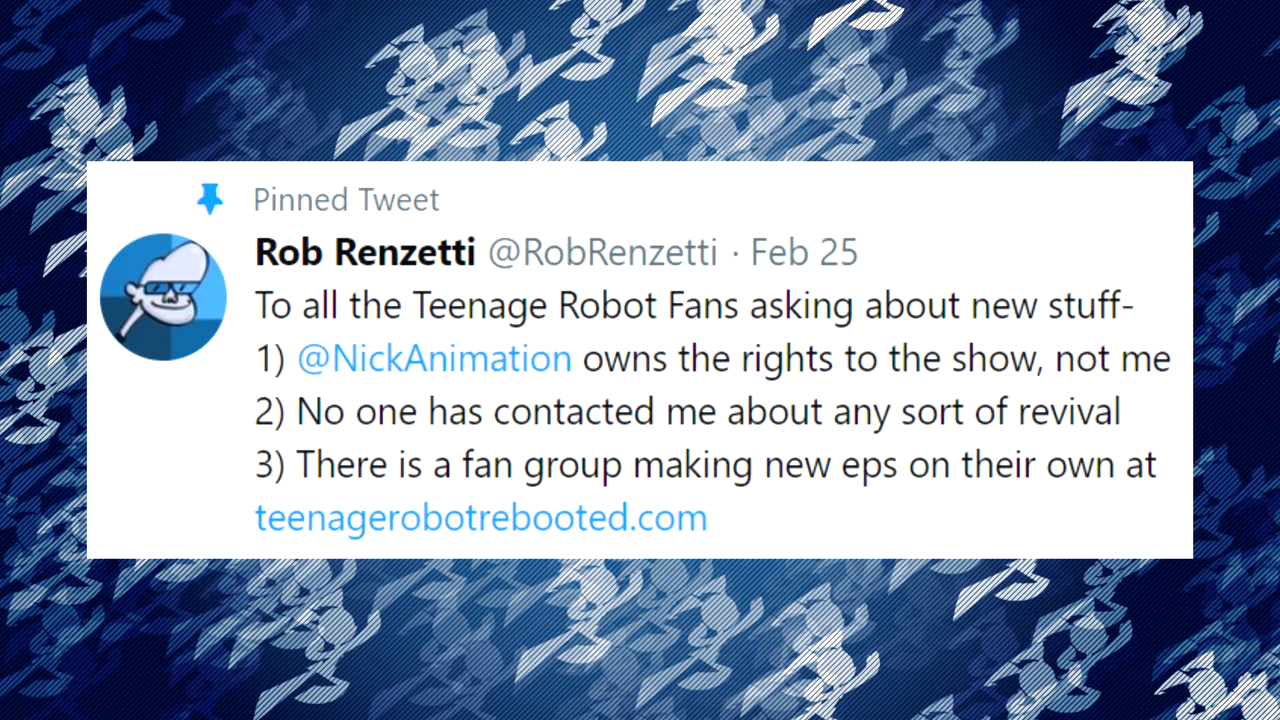 Pinned Tweet
Rob Renzetti @RobRenzetti · Feb 25
To all the Teenage Robot Fans asking about new stuff-
1) @NickAnimation owns the rights to the show, not me
2) No one has contacted me about any sort of revival
3) There is a fan group making new eps on their own at
teenagerobotrebooted.com